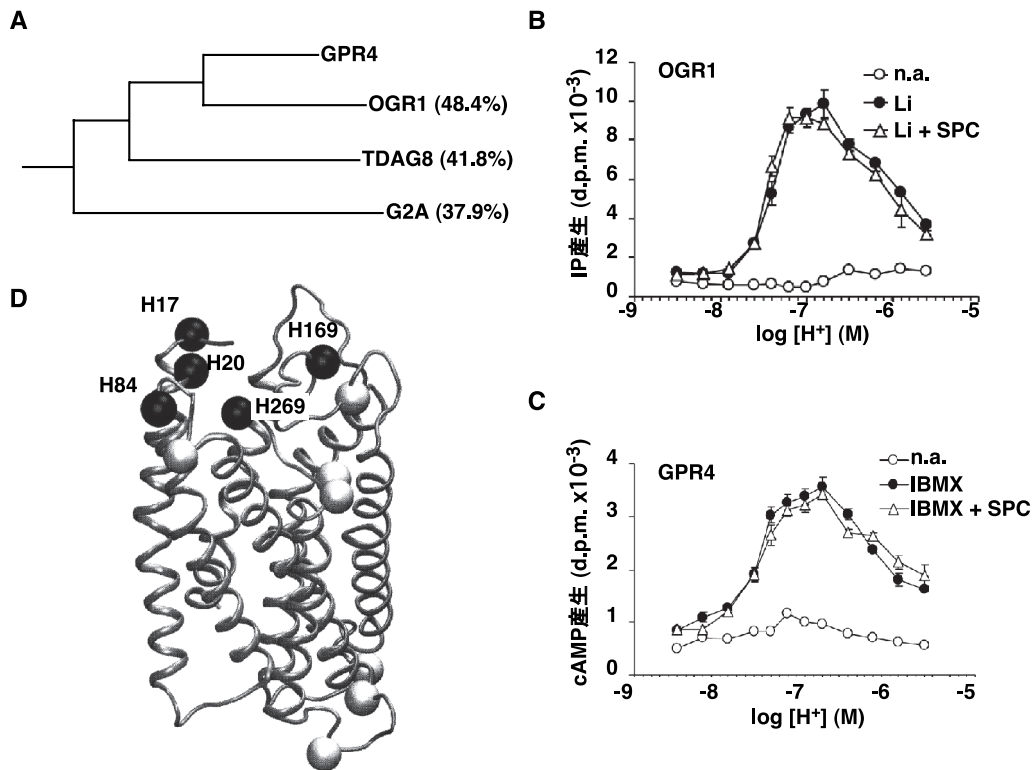 A
GPR4
OGR1 (48.4%)
TDAG8 (41.8%)
G2A (37.9%)
B
OGR1
n.a.
Li
Li + SPC
IP産生 (d.p.m. x10⁻³)
12
10
8
6
4
2
0
-9
-8
-7
-6
-5
log [H⁺] (M)
D
H17
H20
H84
H169
H269
C
GPR4
n.a.
IBMX
IBMX + SPC
cAMP産生 (d.p.m. x10⁻³)
4
3
2
1
0
-9
-8
-7
-6
-5
log [H⁺] (M)